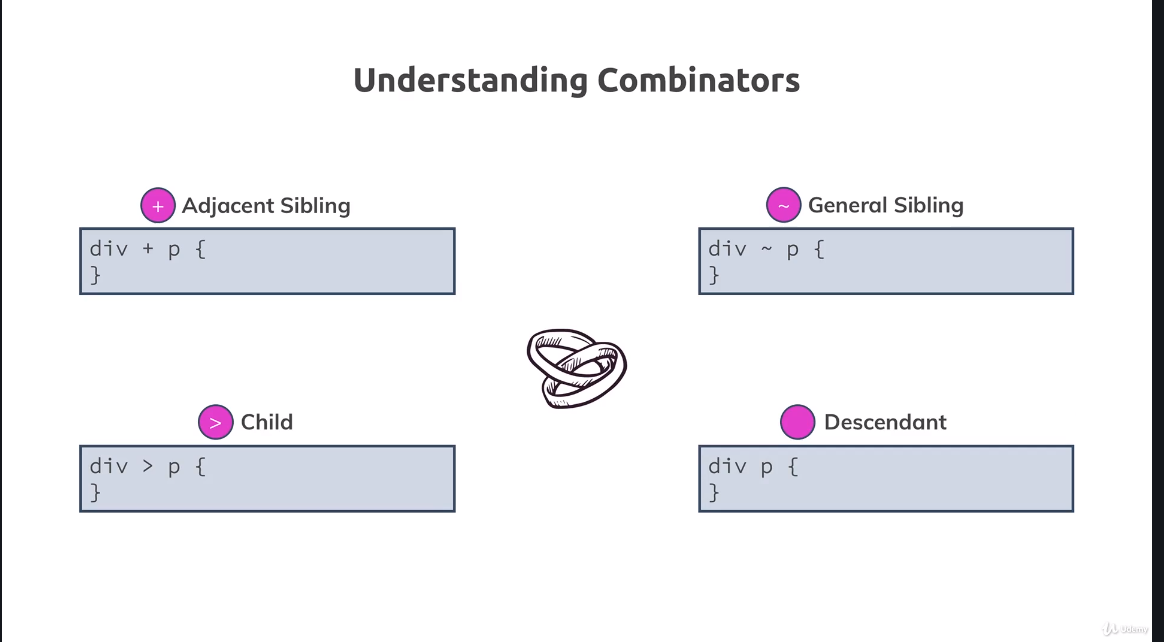 Understanding Combinators
+ Adjacent Sibling
div + p {
}
~ General Sibling
div ~ p {
}
> Child
div > p {
}
Descendant
div p {
}
Udemy